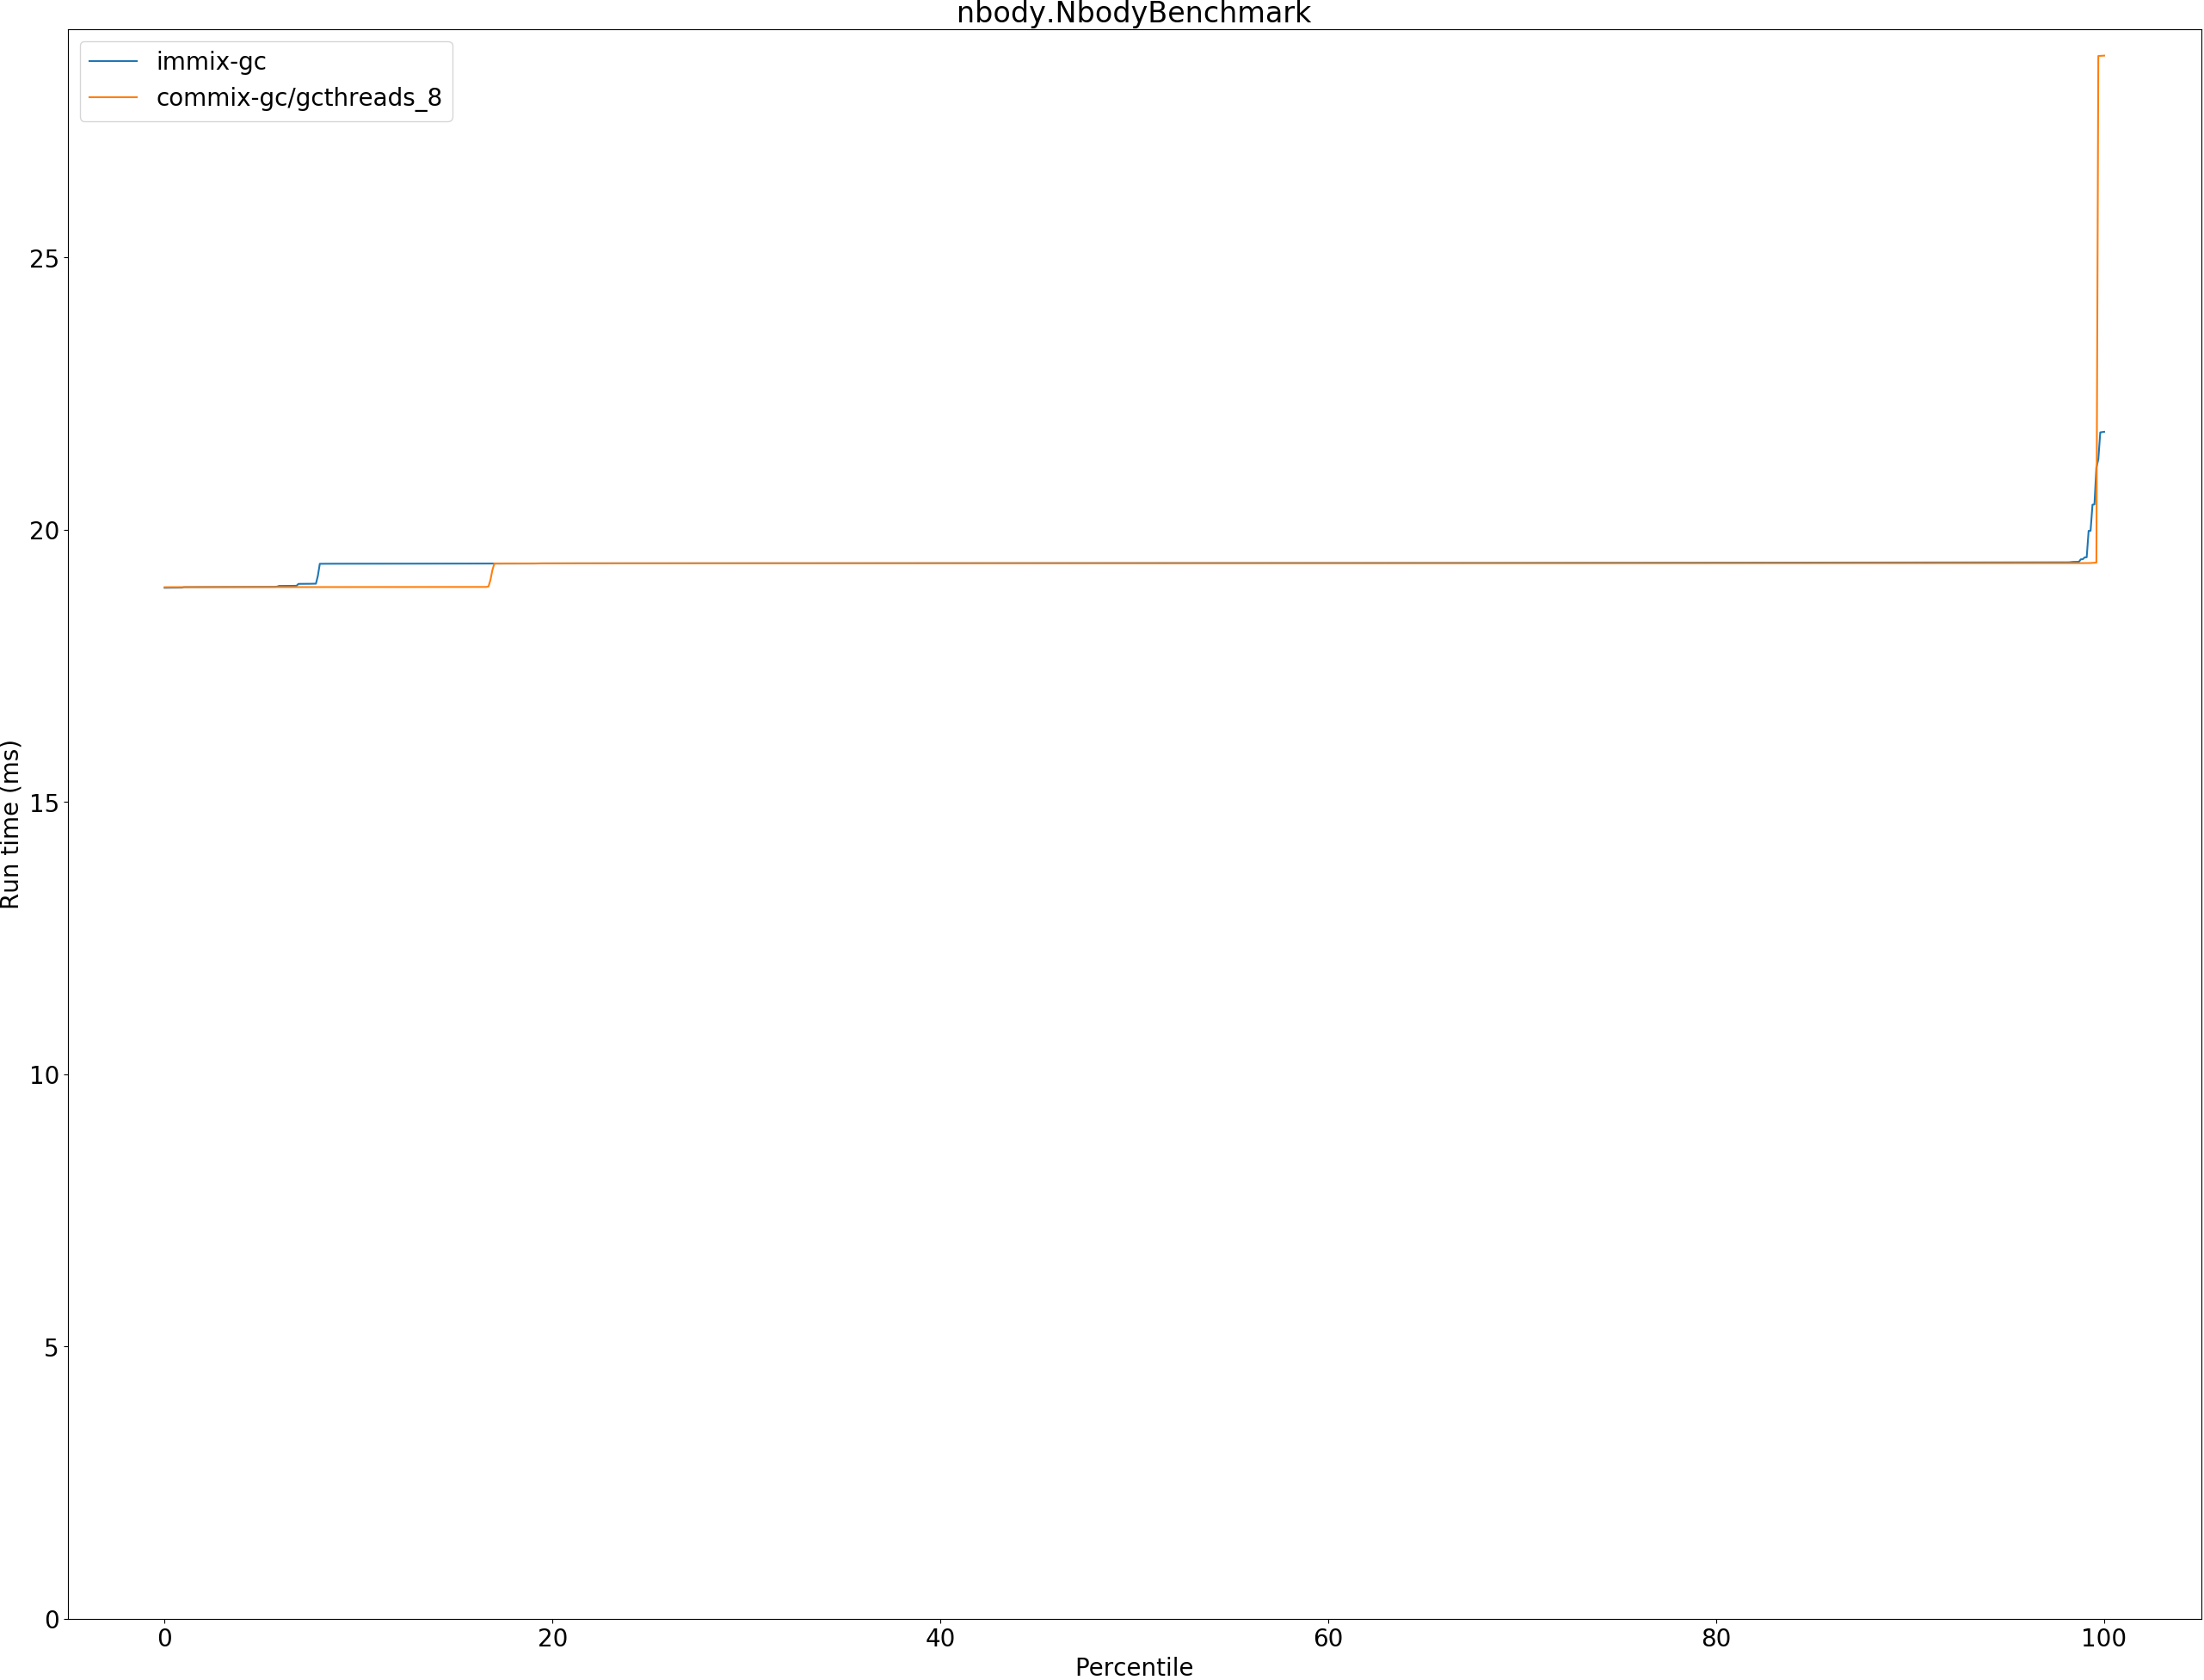 nbody.NbodyBenchmark
immix-gc
commix-gc/gcthreads_8
25
20
15
10
5
0
Run time (ms)
0 20 40 60 80 100
Percentile